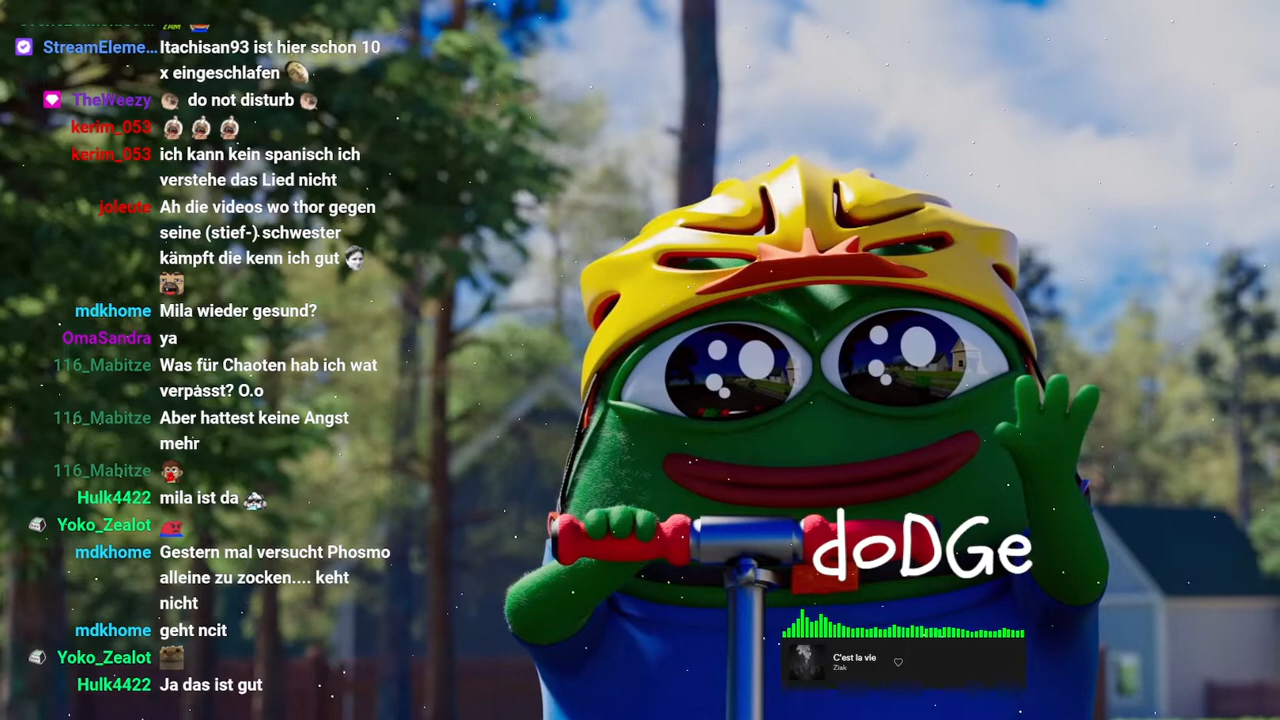 StreamEleme... Itachisan93 ist hier schon 10
x eingeschlafen
TheWeezy do not disturb
kerim_053
kerim_053 ich kann kein spanisch ich
verstehe das Lied nicht
joleute Ah die videos wo thor gegen
seine (stief-) schwester
kämpft die kenn ich gut
mdkhome Mila wieder gesund?
OmaSandra ya
116_Mabitze Was für Chaoten hab ich wat
verpasst? O.o
116_Mabitze Aber hattest keine Angst
mehr
116_Mabitze
Hulk4422 mila ist da
Yoko_Zealot
mdkhome Gestern mal versucht Phosmo
alleine zu zocken.... keht
nicht
mdkhome geht ncit
Yoko_Zealot
Hulk4422 Ja das ist gut
doDGe
C'est la vie
Ziak